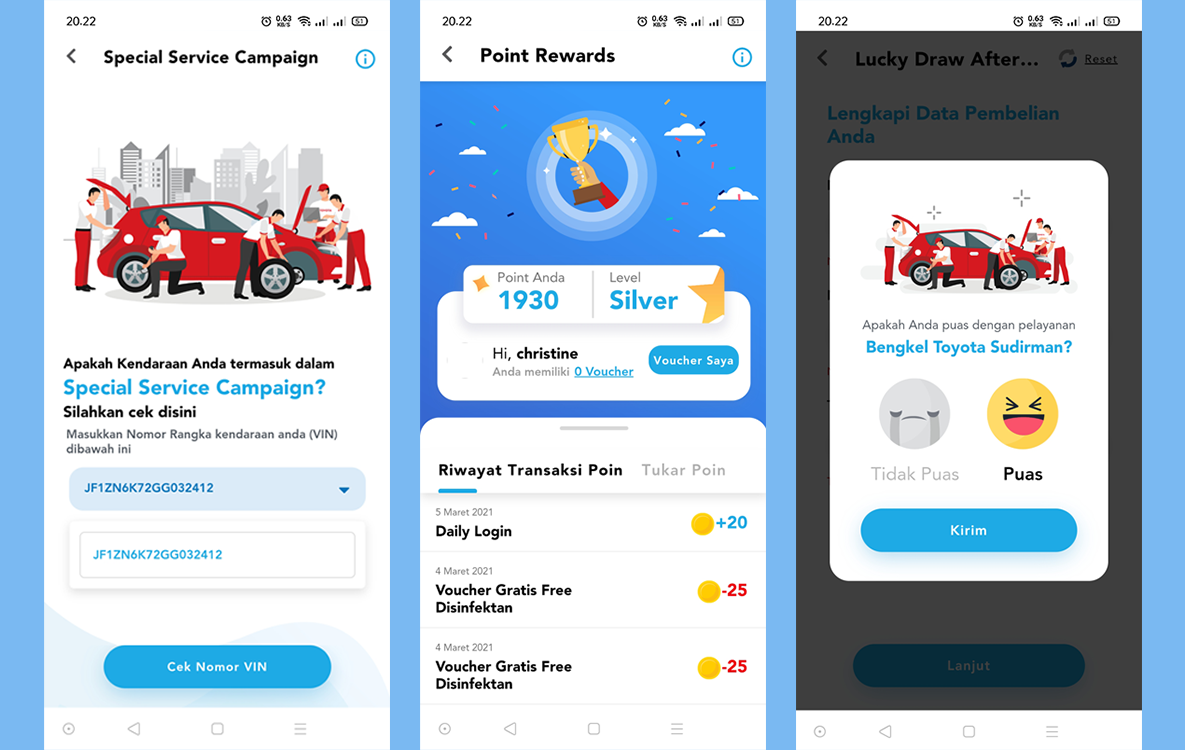 20.22
0.63
KB/S
51
Special Service Campaign
Apakah Kendaraan Anda termasuk dalam
Special Service Campaign?
Silahkan cek disini
Masukkan Nomor Rangka kendaraan anda (VIN)
dibawah ini
JF1ZN6K72GG032412
JF1ZN6K72GG032412
Cek Nomor VIN
20.22
0.63
KB/S
51
Point Rewards
Point Anda
1930
Level
Silver
Hi, christine
Anda memiliki 0 Voucher
Voucher Saya
Riwayat Transaksi Poin
Tukar Poin
5 Maret 2021
Daily Login
+20
4 Maret 2021
Voucher Gratis Free
Disinfektan
-25
4 Maret 2021
Voucher Gratis Free
Disinfektan
-25
20.22
0.63
KB/S
51
Lucky Draw After...
Reset
Lengkapi Data Pembelian
Anda
Apakah Anda puas dengan pelayanan
Bengkel Toyota Sudirman?
Tidak Puas
Puas
Kirim
Lanjut